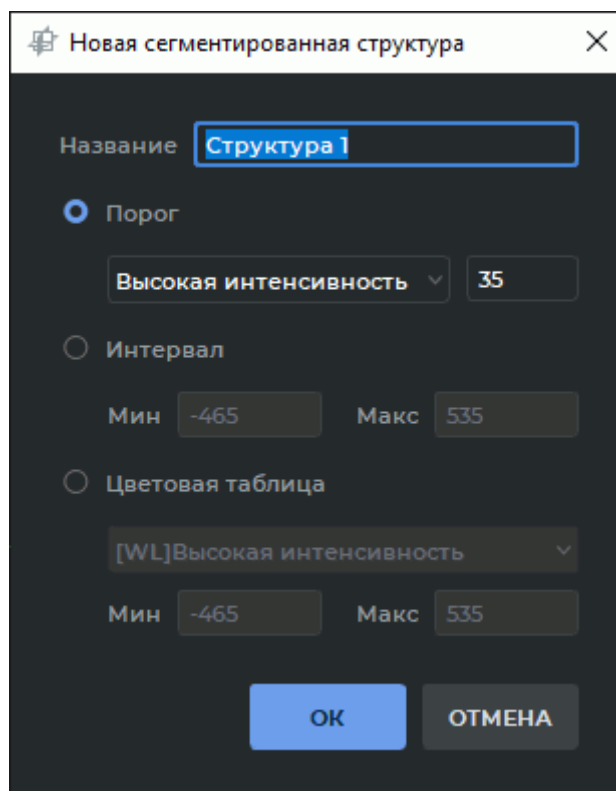 Новая сегментированная структура
Название Структура 1
Порог
Высокая интенсивность 35
Интервал
Мин -465 Макс 535
Цветовая таблица
[WL]Высокая интенсивность
Мин -465 Макс 535
ОК ОТМЕНА